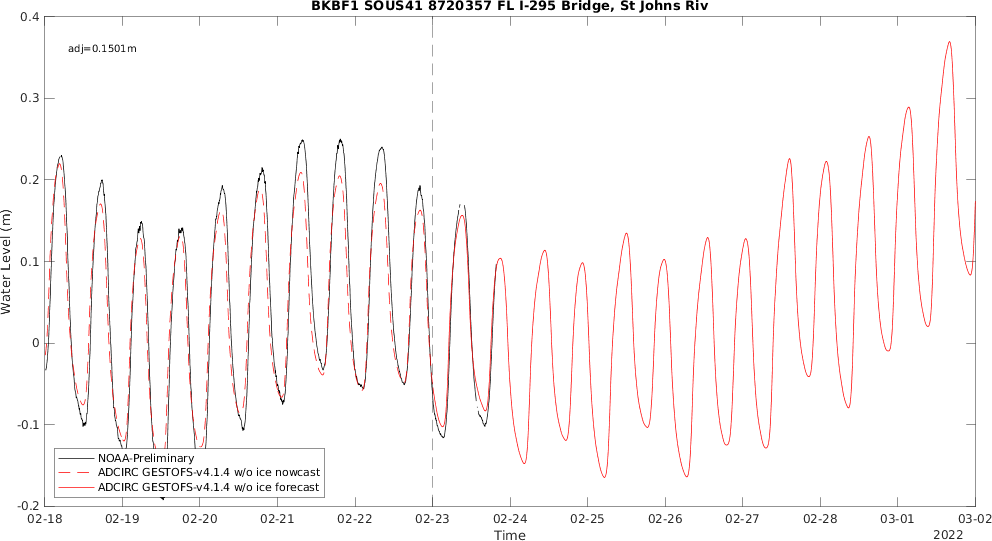 BKBF1 SOUS41 8720357 FL I-295 Bridge, St Johns Riv
adj=0.1501m
0.4
0.3
0.2
0.1
0
-0.1
-0.2
Water Level (m)
NOAA-Preliminary
ADCIRC GESTOFS-v4.1.4 w/o ice nowcast
ADCIRC GESTOFS-v4.1.4 w/o ice forecast
02-18 02-19 02-20 02-21 02-22 02-23 02-24 02-25 02-26 02-27 02-28 03-01 03-02
Time
2022